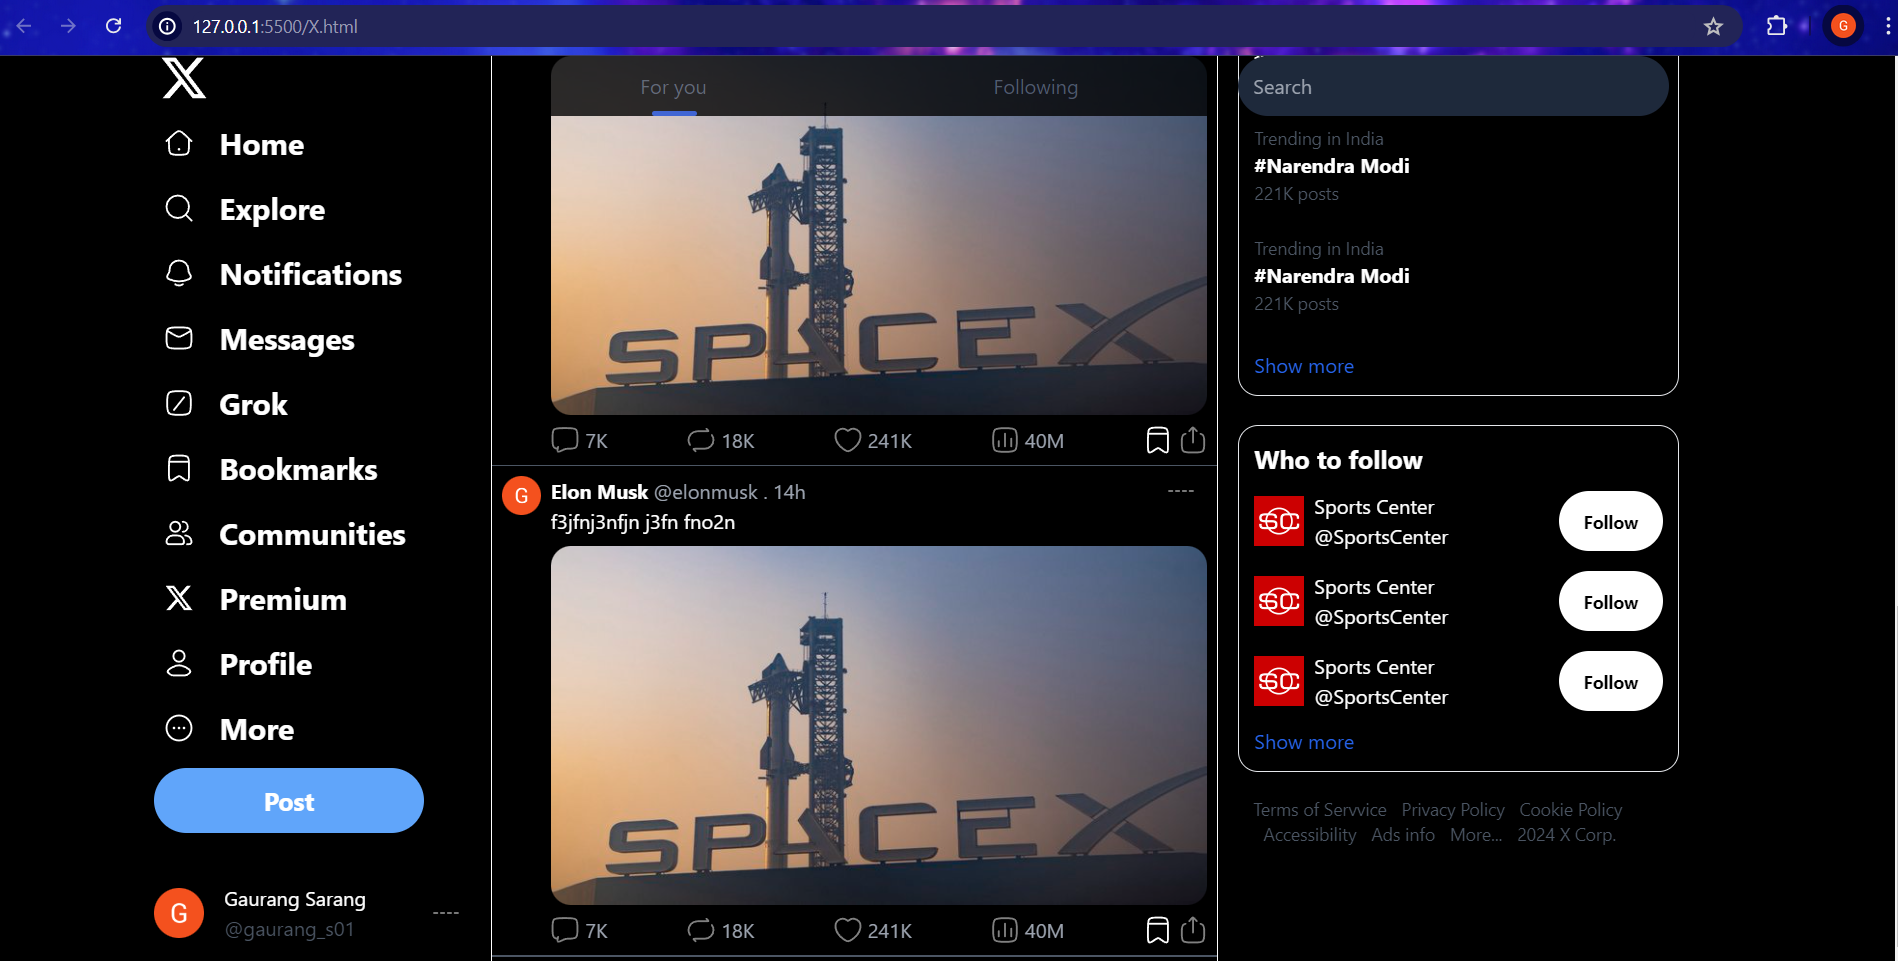 127.0.0.1:5500/X.html
G
Home
Explore
Notifications
Messages
Grok
Bookmarks
Communities
Premium
Profile
More
Post
G
Gaurang Sarang
@gaurang_s01
----
For you
Following
SPACEX
7K
18K
241K
40M
G
Elon Musk @elonmusk . 14h
----
f3jfnj3nfjn j3fn fno2n
SPACEX
7K
18K
241K
40M
Search
Trending in India
#Narendra Modi
221K posts
Trending in India
#Narendra Modi
221K posts
Show more
Who to follow
SC
Sports Center
@SportsCenter
Follow
SC
Sports Center
@SportsCenter
Follow
SC
Sports Center
@SportsCenter
Follow
Show more
Terms of Servvice Privacy Policy Cookie Policy
Accessibility Ads info More... 2024 X Corp.